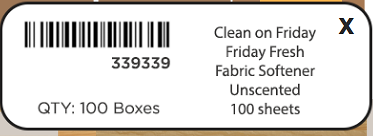 339339
QTY: 100 Boxes
Clean on Friday
Friday Fresh
Fabric Softener
Unscented
100 sheets
X